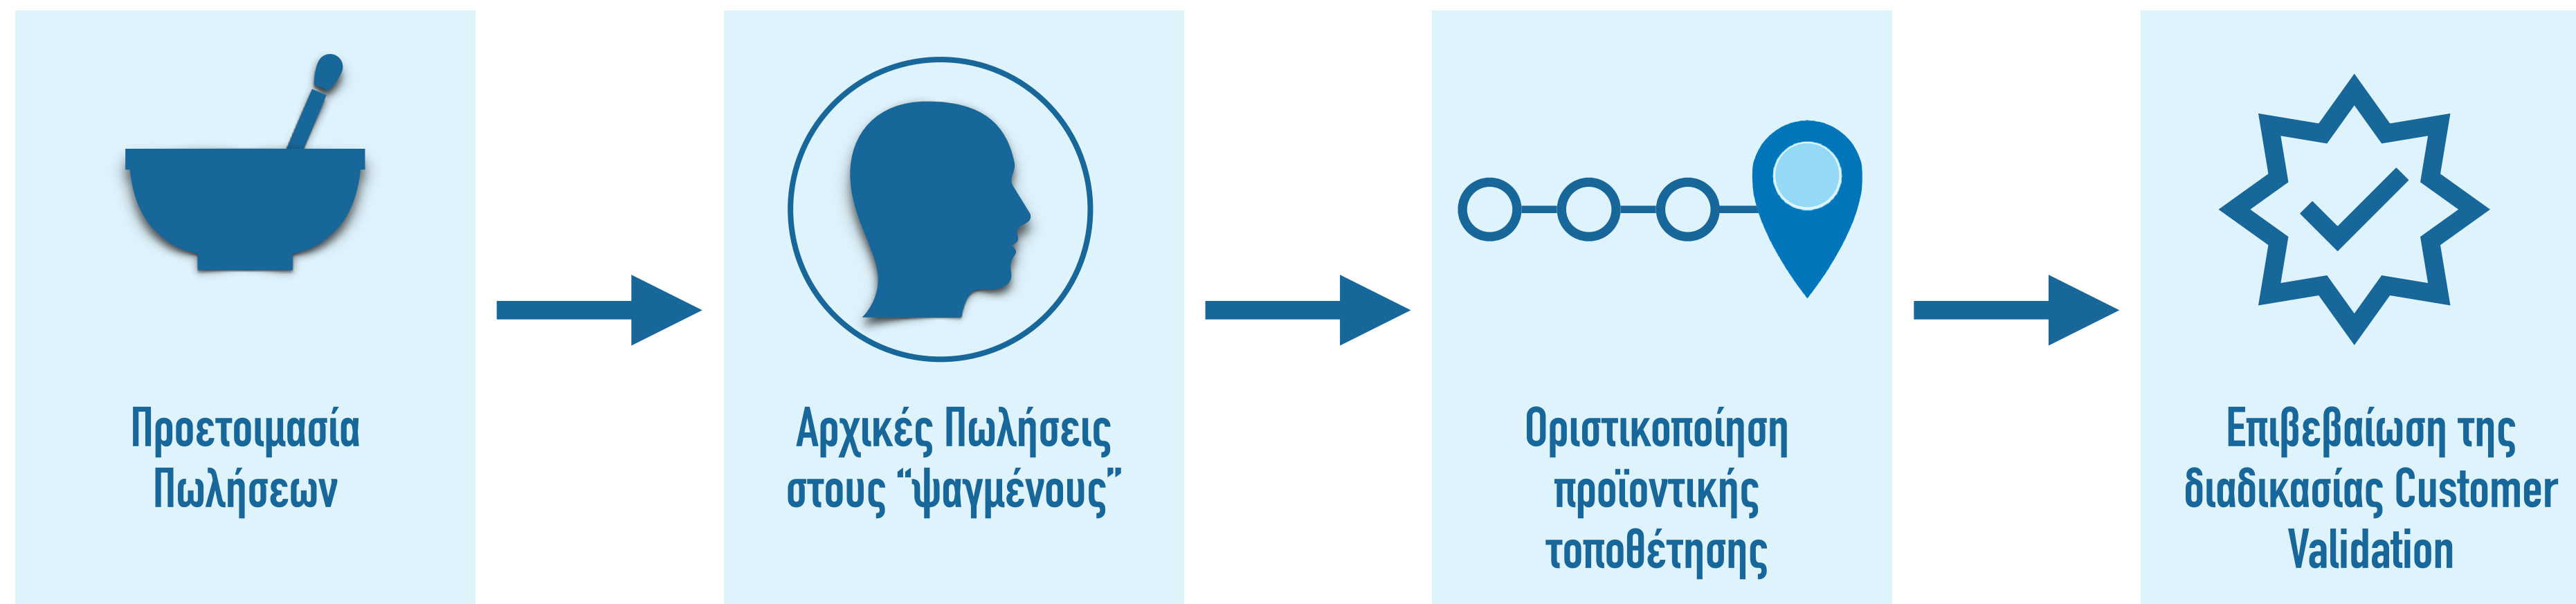 Προετοιμασία
Πωλήσεων
Αρχικές Πωλήσεις
στους “ψαγμένους”
Οριστικοποίηση
προϊοντικής
τοποθέτησης
Επιβεβαίωση της
διαδικασίας Customer
Validation